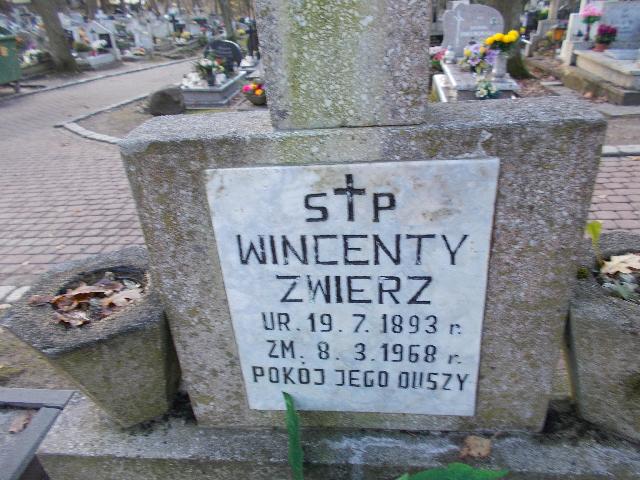 S✝P
WINCENTY
ZWIERZ
UR. 19. 7. 1893 r.
ZM. 8. 3. 1968 r.
POKÓJ JEGO DUSZY